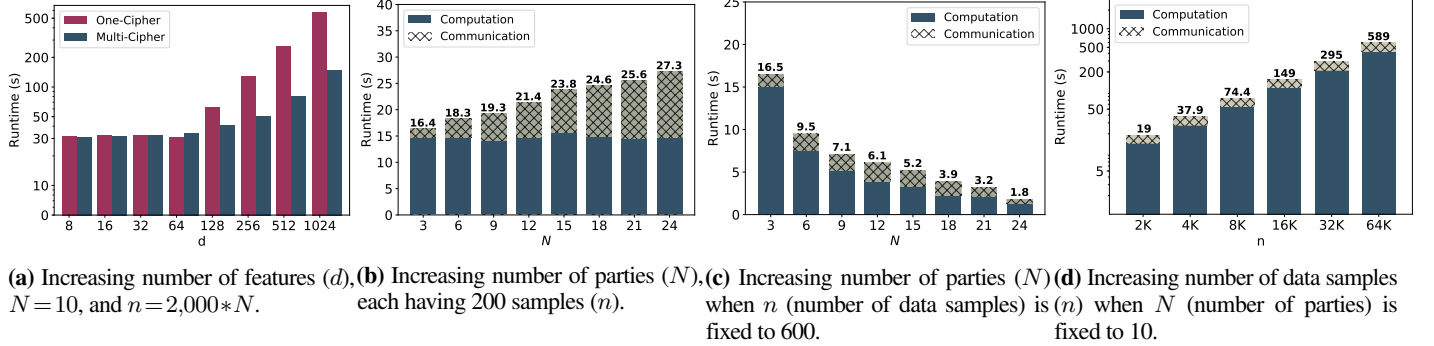 500
200
100
50
30
10
0
Runtime (s)
One-Cipher
Multi-Cipher
8 16 32 64 128 256 512 1024
d
40
35
30
25
20
15
10
5
0
Runtime (s)
Computation
Communication
16.4 18.3 19.3 21.4 23.8 24.6 25.6 27.3
3 6 9 12 15 18 21 24
N
25
20
15
10
5
0
Runtime (s)
Computation
Communication
16.5 9.5 7.1 6.1 5.2 3.9 3.2 1.8
3 6 9 12 15 18 21 24
N
1000
500
200
50
5
Runtime (s)
Computation
Communication
19 37.9 74.4 149 295 589
2K 4K 8K 16K 32K 64K
n
(a) Increasing number of features (d),
N=10, and n=2,000*N.
(b) Increasing number of parties (N),
each having 200 samples (n).
(c) Increasing number of parties (N)
when n (number of data samples) is
fixed to 600.
(d) Increasing number of data samples
(n) when N (number of parties) is
fixed to 10.